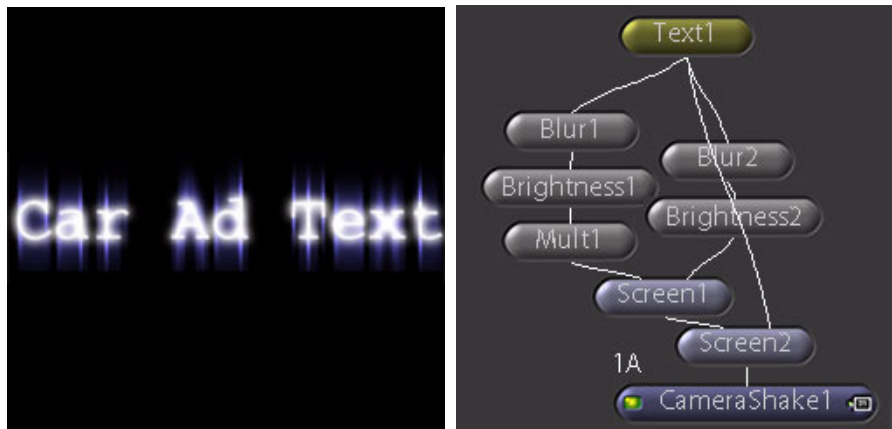 Car Ad Text
Text1
Blur1
Blur2
Brightness1
Brightness2
Mult1
Screen1
Screen2
1A
CameraShake1